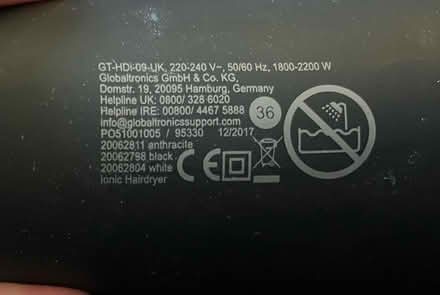 GT-HDi-09-UK, 220-240 V~, 50/60 Hz, 1800-2200 W
Globaltronics GmbH & Co. KG,
Domstr. 19, 20095 Hamburg, Germany
Helpline UK: 0800/ 328 6020
Helpline IRE: 00800/ 4467 5888
info@globaltronicssupport.com
36
PO51001005 / 95330 12/2017
20062811 anthracite
20062798 black
20062804 white
Ionic Hairdryer
CE